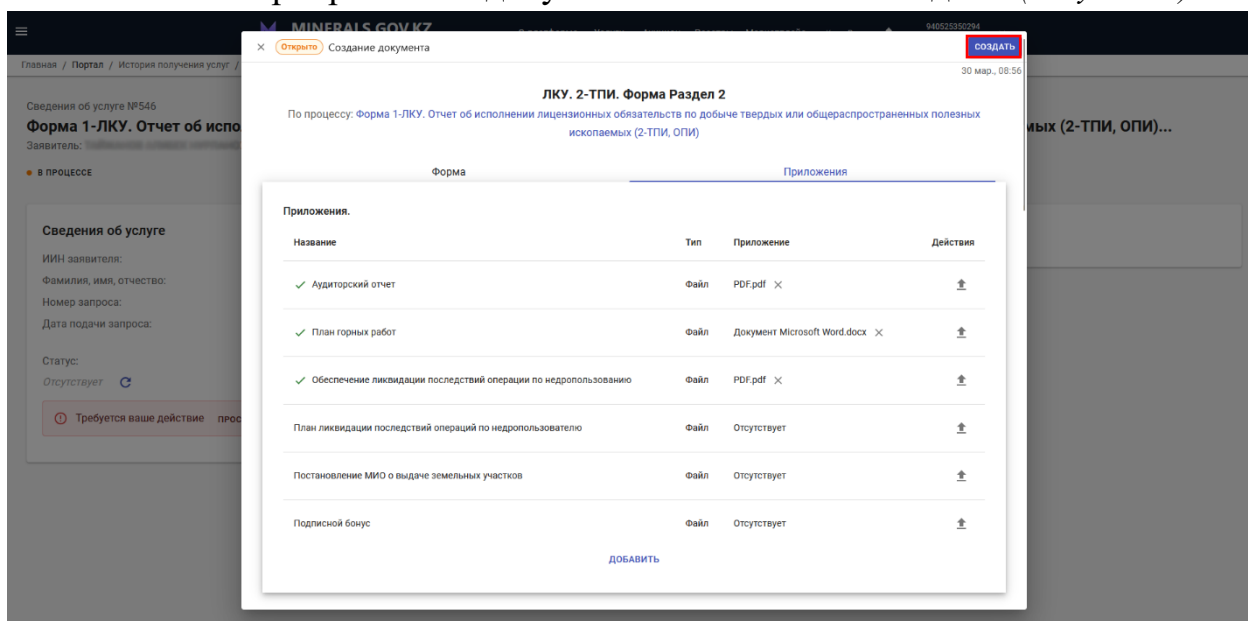 MINERALS.GOV.KZ
940525350294
× Открыто Создание документа СОЗДАТЬ
Главная / Портал / История получения услуг /
30 мар., 08:56
ЛКУ. 2-ТПИ. Форма Раздел 2
Сведения об услуге №546
По процессу: Форма 1-ЛКУ. Отчет об исполнении лицензионных обязательств по добыче твердых или общераспространенных полезных
ископаемых (2-ТПИ, ОПИ)
Форма 1-ЛКУ. Отчет об испо
мых (2-ТПИ, ОПИ)...
Заявитель:
В ПРОЦЕССЕ
Форма Приложения
Приложения.
Сведения об услуге
Название Тип Приложение Действия
ИИН заявителя:
Фамилия, имя, отчество:
Номер запроса:
Дата подачи запроса:
Статус:
Отсутствует
Требуется ваше действие ПРОС
Аудиторский отчет Файл PDF.pdf ×
План горных работ Файл Документ Microsoft Word.docx ×
Обеспечение ликвидации последствий операции по недропользованию Файл PDF.pdf ×
План ликвидации последствий операций по недропользователю Файл Отсутствует
Постановление МИО о выдаче земельных участков Файл Отсутствует
Подписной бонус Файл Отсутствует
ДОБАВИТЬ